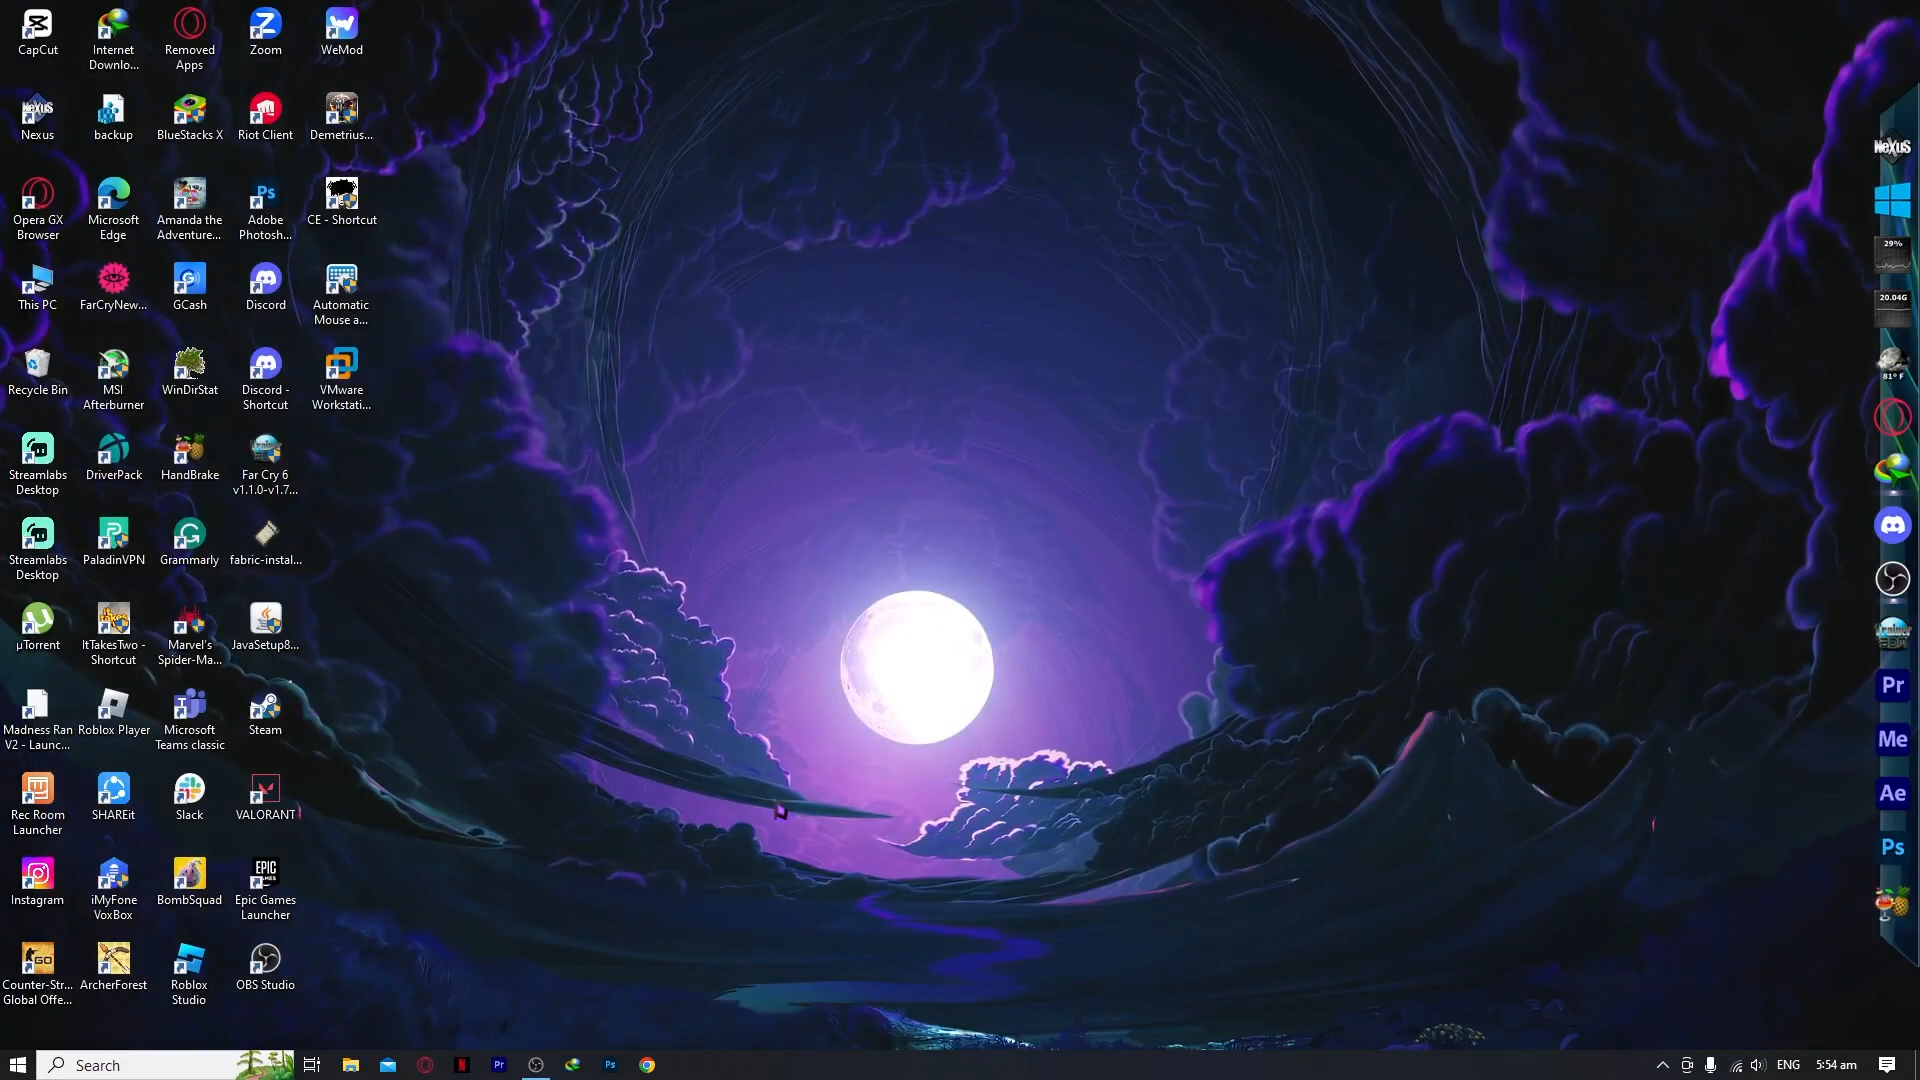 CapCut
Internet
Downlo...
Removed
Apps
Zoom
WeMod
NeXuS
Nexus
backup
BlueStacks X
Riot Client
Demetrius...
Opera GX
Browser
Microsoft
Edge
Amanda the
Adventure...
Ps
Adobe
Photosh...
CE - Shortcut
This PC
FarCryNew...
GCash
Discord
Automatic
Mouse a...
Recycle Bin
MSI
Afterburner
WinDirStat
Discord -
Shortcut
VMware
Workstati...
Streamlabs
Desktop
DriverPack
HandBrake
Trainer
Far Cry 6
v1.1.0-v1.7...
Streamlabs
Desktop
PaladinVPN
Grammarly
fabric-instal...
µTorrent
ItTakesTwo -
Shortcut
Marvel's
Spider-Ma...
JavaSetup8...
Madness Ran
V2 - Launc...
Roblox Player
Microsoft
Teams classic
Steam
Rec Room
Launcher
SHAREit
Slack
VALORANT
Instagram
iMyFone
VoxBox
BombSquad
EPIC
GAMES
Epic Games
Launcher
GO
Counter-Str...
Global Offe...
ArcherForest
Roblox
Studio
OBS Studio
NeXuS
29%
20.04G
81° F
Trainer
Pr
Me
Ae
Ps
Search
N
Pr
Ps
ENG
5:54 am